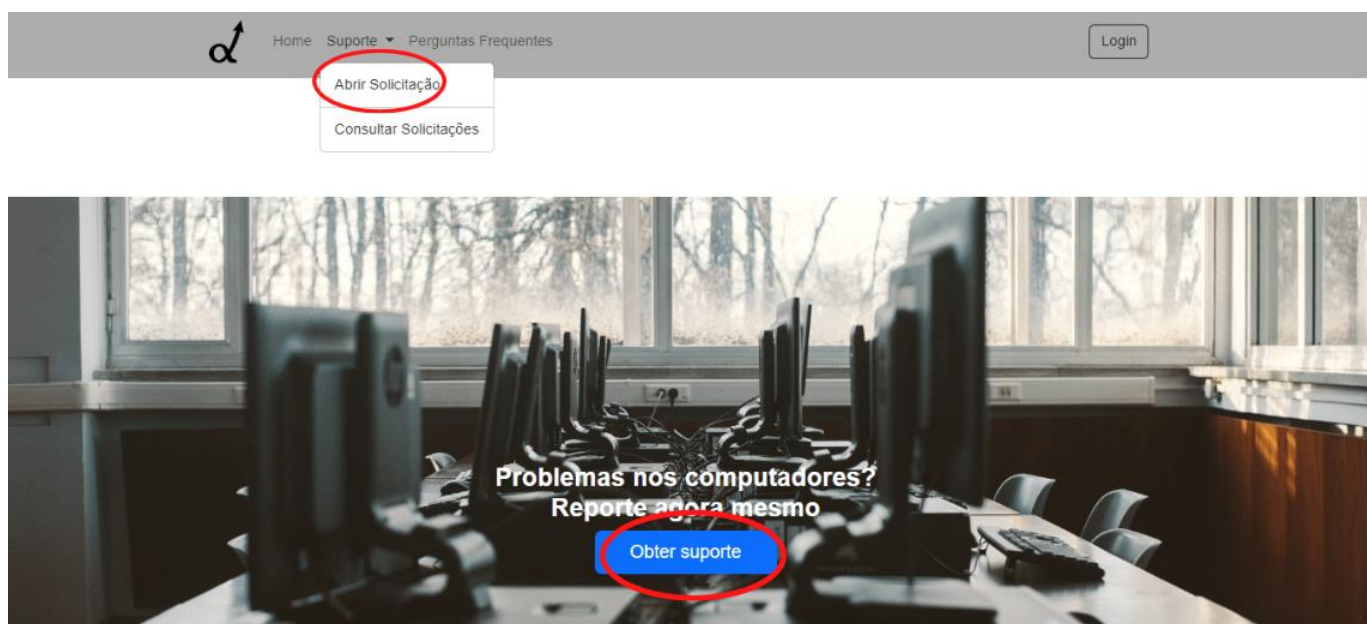 Home Suporte Perguntas Frequentes Login
Abrir Solicitação
Consultar Solicitações
Problemas nos computadores?
Reporte agora mesmo
Obter suporte